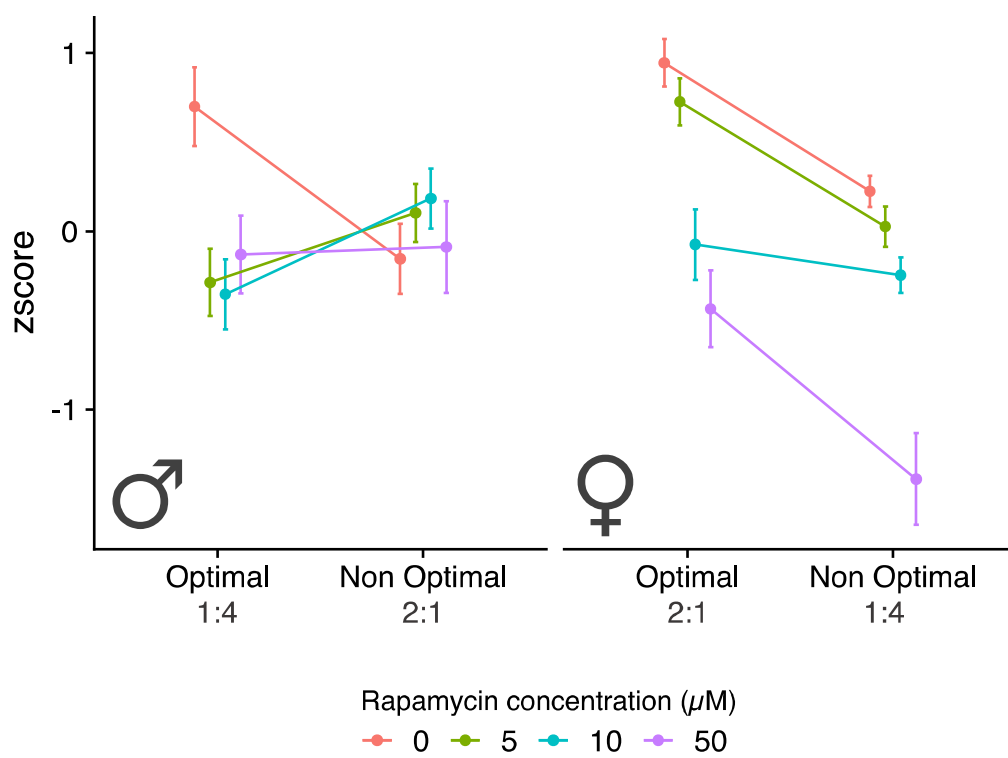 zscore
1
0
-1
♂
♀
Optimal Non Optimal Optimal Non Optimal
1:4 2:1 2:1 1:4
Rapamycin concentration (µM)
0 5 10 50